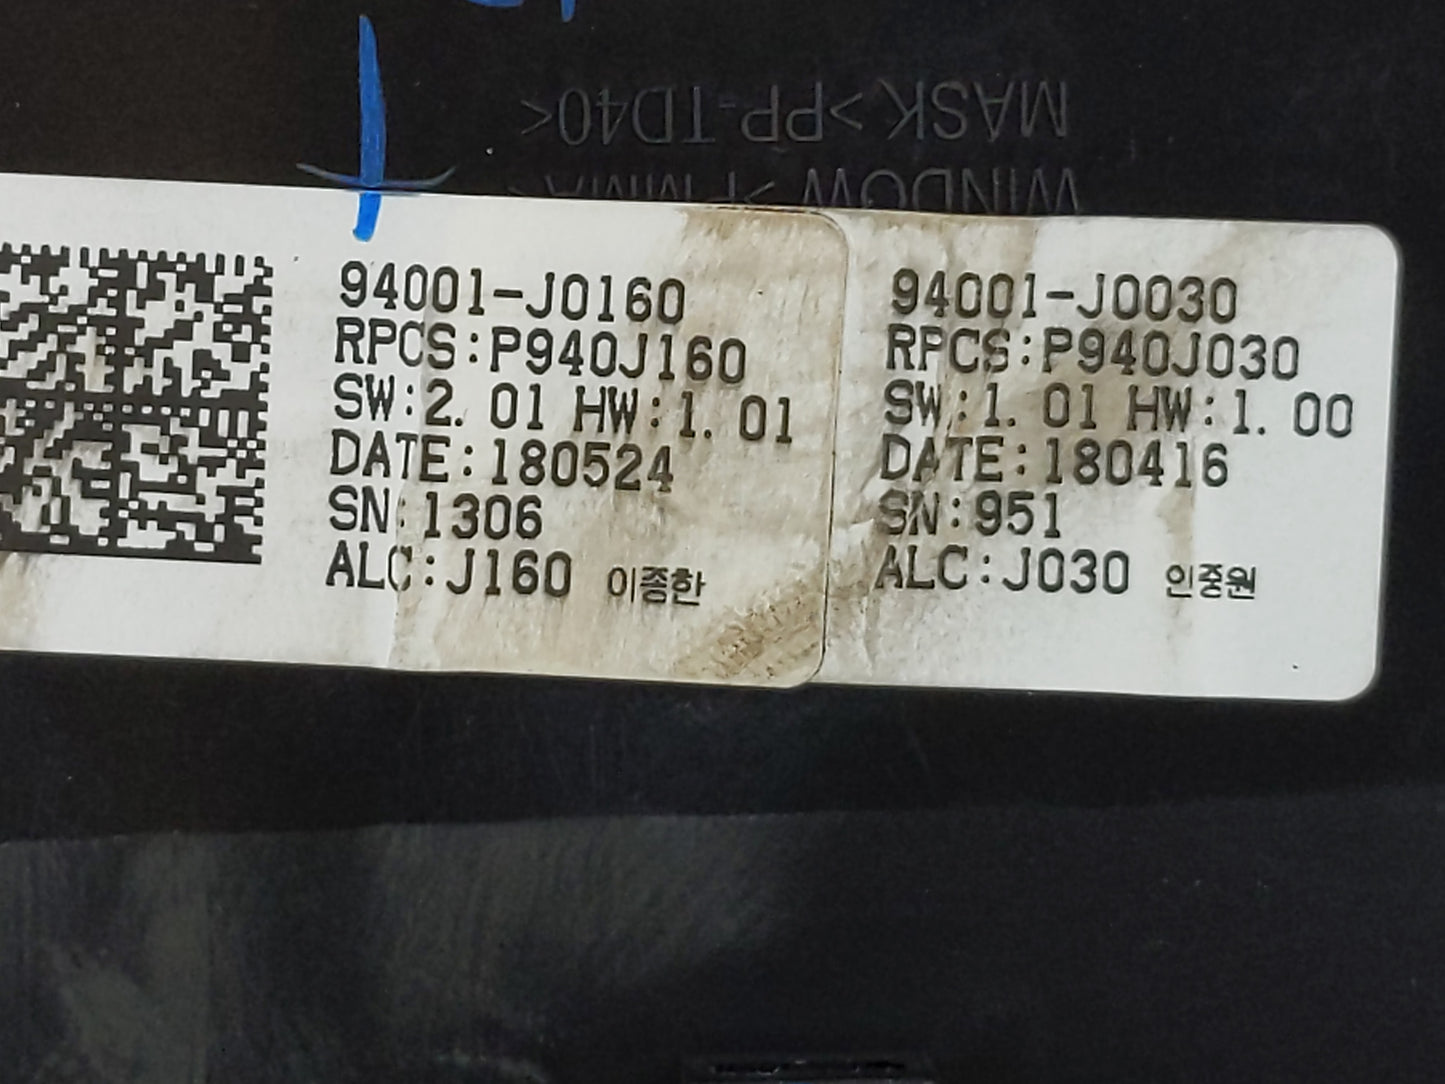 MASK >PP-TD40<
WINDOW >PMMA<
94001-J0160
RPCS:P940J160
SW:2. 01 HW:1. 01
DATE:180524
SN:1306
ALC:J160 이종한
94001-J0030
RPCS:P940J030
SW:1. 01 HW:1. 00
DATE:180416
SN:951
ALC:J030 인중원